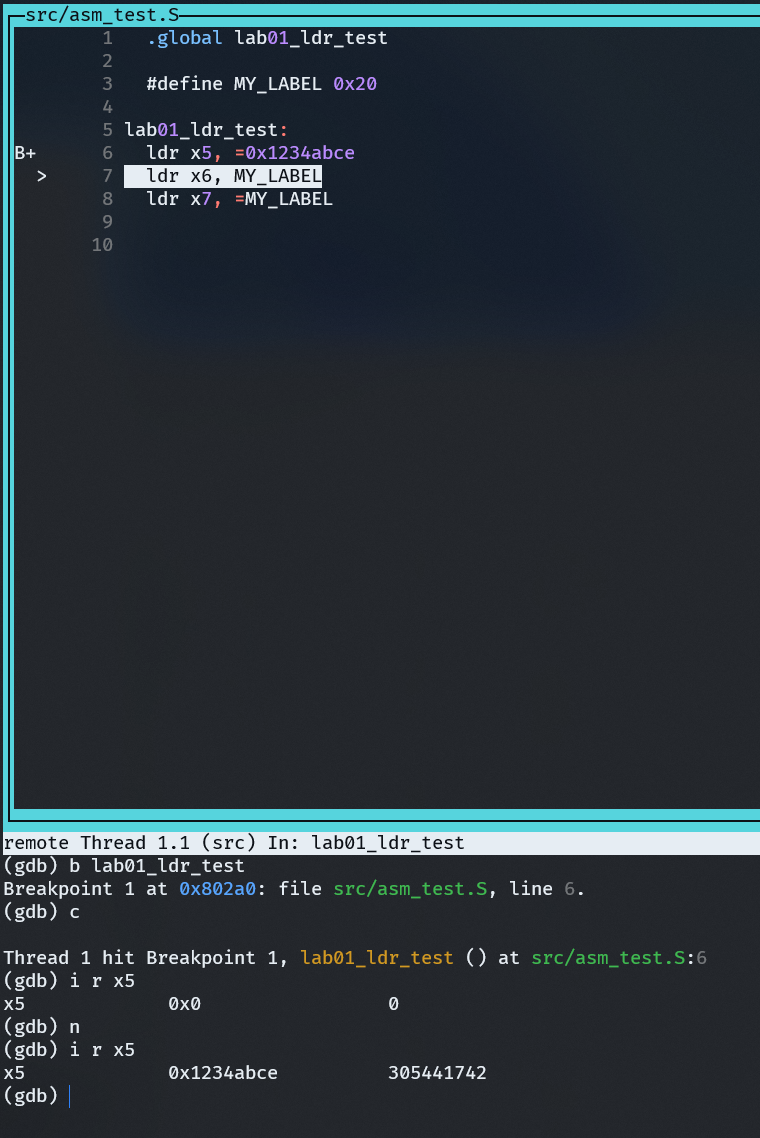 src/asm_test.S
1 .global lab01_ldr_test
2
3 #define MY_LABEL 0x20
4
5 lab01_ldr_test:
B+ 6 ldr x5, =0x1234abce
> 7 ldr x6, MY_LABEL
8 ldr x7, =MY_LABEL
9
10
remote Thread 1.1 (src) In: lab01_ldr_test
(gdb) b lab01_ldr_test
Breakpoint 1 at 0x802a0: file src/asm_test.S, line 6.
(gdb) c
Thread 1 hit Breakpoint 1, lab01_ldr_test () at src/asm_test.S:6
(gdb) i r x5
x5 0x0 0
(gdb) n
(gdb) i r x5
x5 0x1234abce 305441742
(gdb)